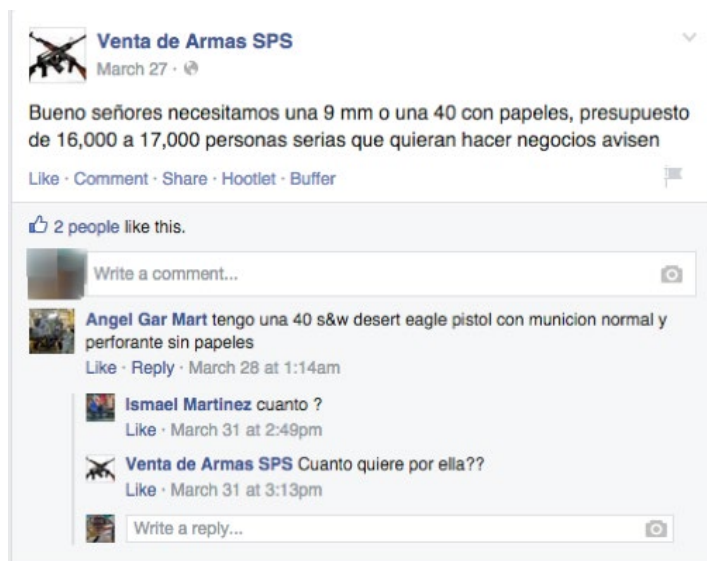 Venta de Armas SPS
March 27 ·
Bueno señores necesitamos una 9 mm o una 40 con papeles, presupuesto
de 16,000 a 17,000 personas serias que quieran hacer negocios avisen
Like · Comment · Share · Hootlet · Buffer
2 people like this.
Write a comment...
Angel Gar Mart tengo una 40 s&w desert eagle pistol con municion normal y
perforante sin papeles
Like · Reply · March 28 at 1:14am
Ismael Martinez cuanto ?
Like · March 31 at 2:49pm
Venta de Armas SPS Cuanto quiere por ella??
Like · March 31 at 3:13pm
Write a reply...